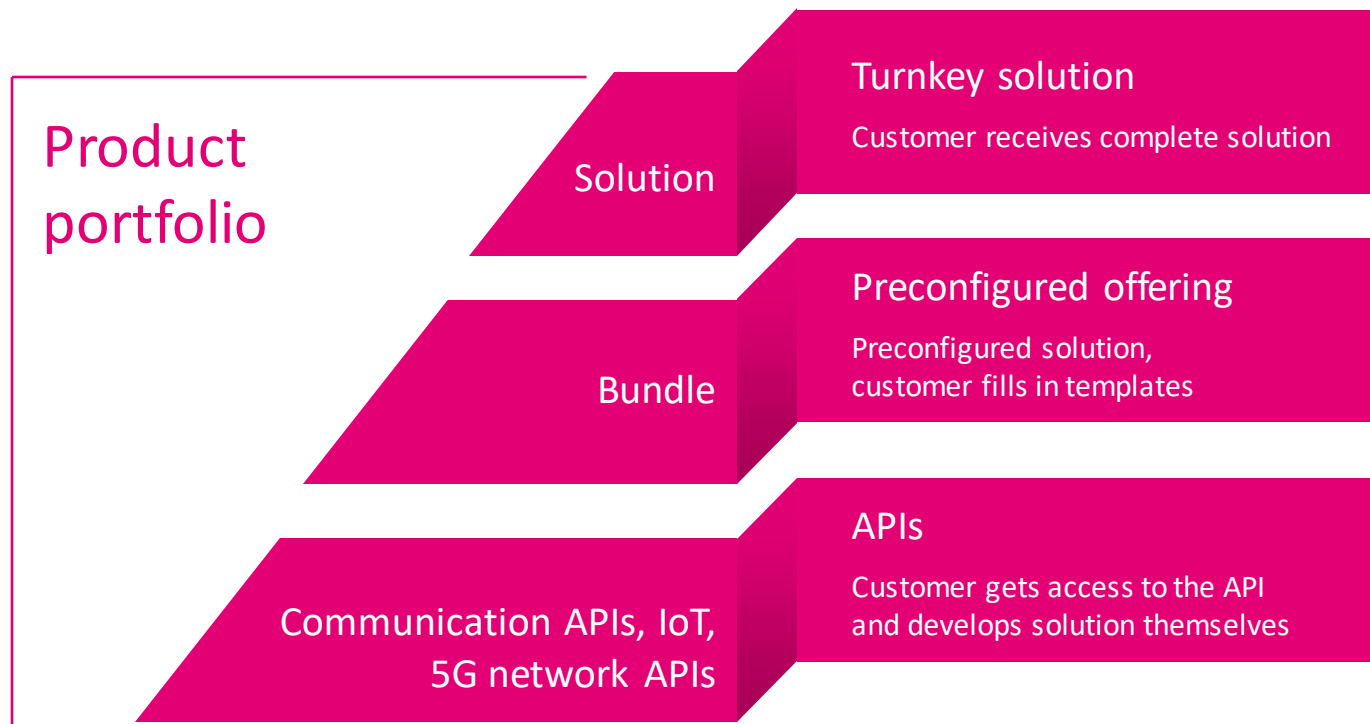 Product
portfolio
Solution
Turnkey solution
Customer receives complete solution
Bundle
Preconfigured offering
Preconfigured solution,
customer fills in templates
Communication APIs, IoT,
5G network APIs
APIs
Customer gets access to the API
and develops solution themselves